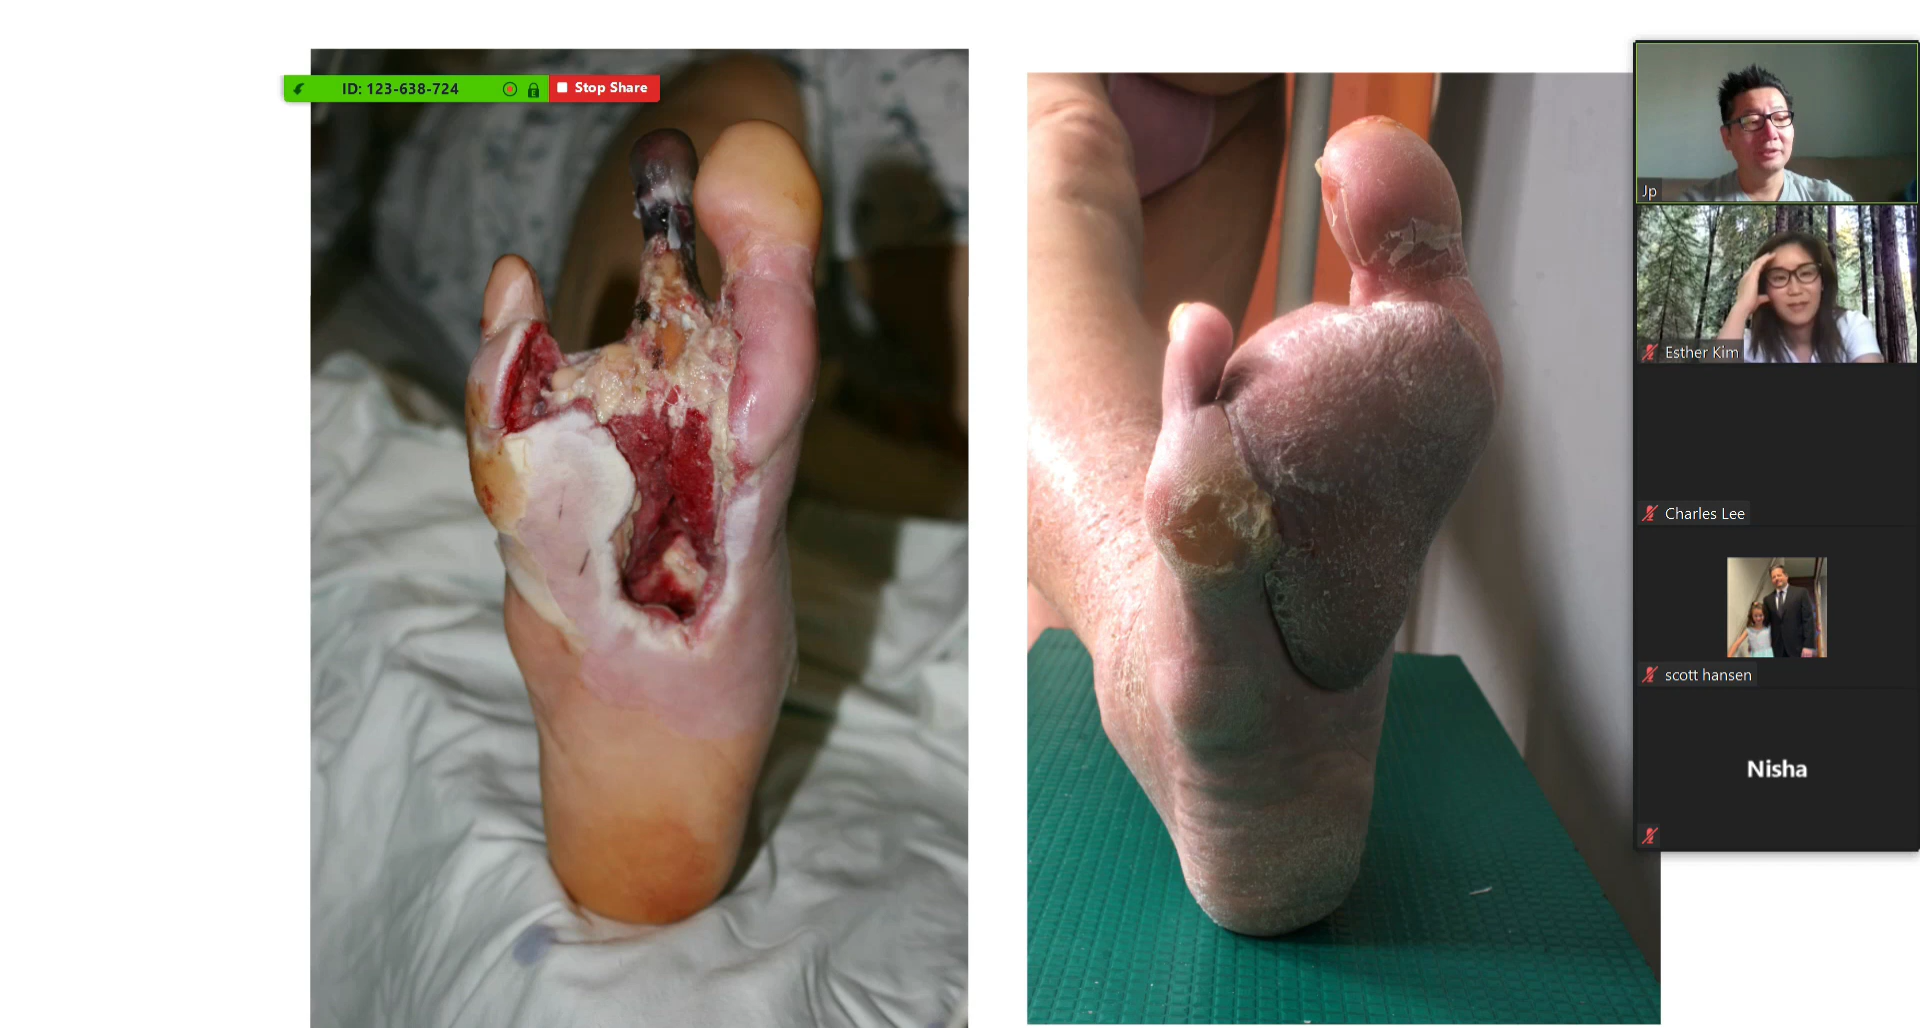 ID: 123-638-724
Stop Share
Jp
Esther Kim
Charles Lee
scott hansen
Nisha